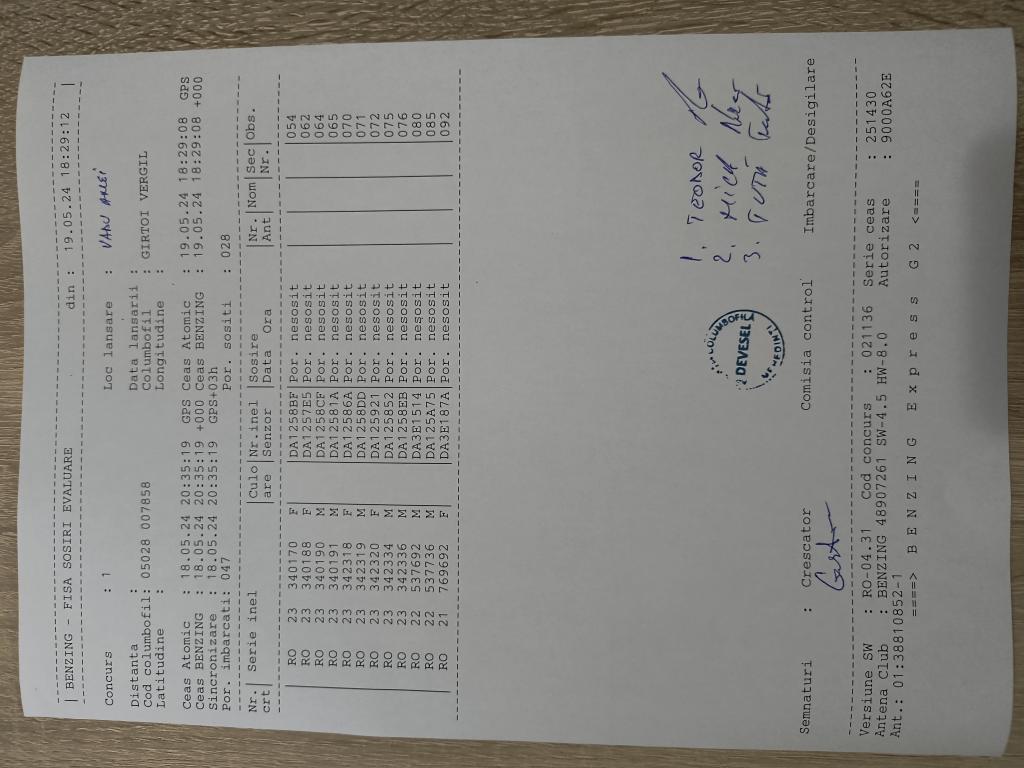 | BENZING - FISA SOSIRI EVALUARE din : 19.05.24 18:29:12 |
Concurs : 1 Loc lansare : VANU MREI
Distanta : Data lansarii :
Cod columbofil: 05028 007858 Columbofil : GIRTOI VERGIL
Latitudine : Longitudine :
Ceas Atomic : 18.05.24 20:35:19 GPS Ceas Atomic : 19.05.24 18:29:08 GPS
Ceas BENZING : 18.05.24 20:35:19 +000 Ceas BENZING : 19.05.24 18:29:08 +000
Sincronizare : 18.05.24 20:35:19 GPS+03h
Por. imbarcati: 047 Por. sositi : 028
Nr.| Serie inel |Culo|Nr.inel |Sosire |Nr.|Nom|Sec|obs.
crt| |are |Senzor |Data Ora |Ant| |Nr.|
RO 23 340170 F |DA1258BF|Por. nesosit 054
RO 23 340188 F |DA1257E5|Por. nesosit 062
RO 23 340190 M |DA1258CF|Por. nesosit 064
RO 23 340191 M |DA12581A|Por. nesosit 065
RO 23 342318 F |DA12586A|Por. nesosit 070
RO 23 342319 M |DA1258DD|Por. nesosit 071
RO 23 342320 F |DA125921|Por. nesosit 072
RO 23 342334 M |DA125852|Por. nesosit 075
RO 23 342336 M |DA1258EB|Por. nesosit 076
RO 22 537692 M |DA3E1514|Por. nesosit 080
RO 22 537736 M |DA125A75|Por. nesosit 085
RO 21 769692 F |DA3E187A|Por. nesosit 092
1. TEODOR
2. MICA
3. TUTA
COLUMBOFILA
DEVESEL
MEDINTI
Semnaturi : Crescator Comisia control Imbarcare/Desigilare
Versiune SW : RO-04.31 Cod concurs : 021136 Serie ceas : 251430
Antena Club : BENZING 48907261 SW-4.5 HW-8.0 Autorizare : 9000A62E
Ant.: 01:38810852-1
====> B E N Z I N G E x p r e s s G 2 <====